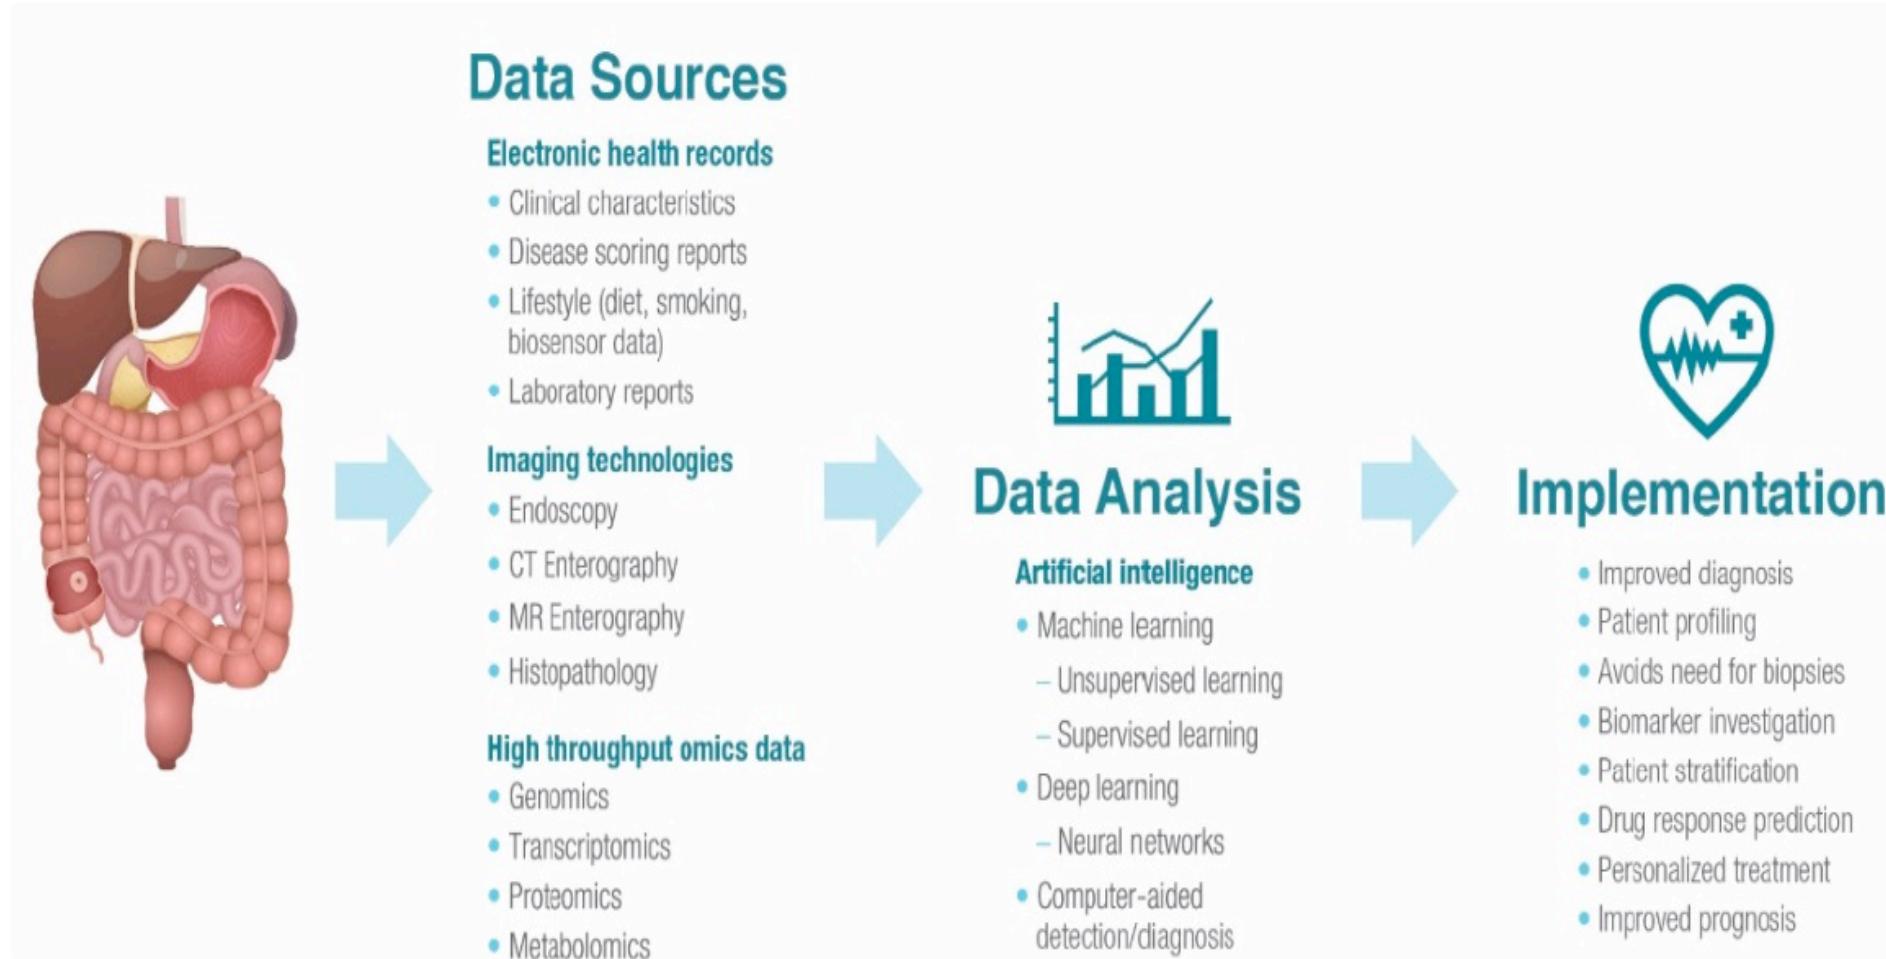 Data Sources
Electronic health records
• Clinical characteristics
• Disease scoring reports
• Lifestyle (diet, smoking,
biosensor data)
• Laboratory reports
Imaging technologies
• Endoscopy
• CT Enterography
• MR Enterography
• Histopathology
High throughput omics data
• Genomics
• Transcriptomics
• Proteomics
• Metabolomics
Data Analysis
Artificial intelligence
• Machine learning
– Unsupervised learning
– Supervised learning
• Deep learning
– Neural networks
• Computer-aided
detection/diagnosis
Implementation
• Improved diagnosis
• Patient profiling
• Avoids need for biopsies
• Biomarker investigation
• Patient stratification
• Drug response prediction
• Personalized treatment
• Improved prognosis